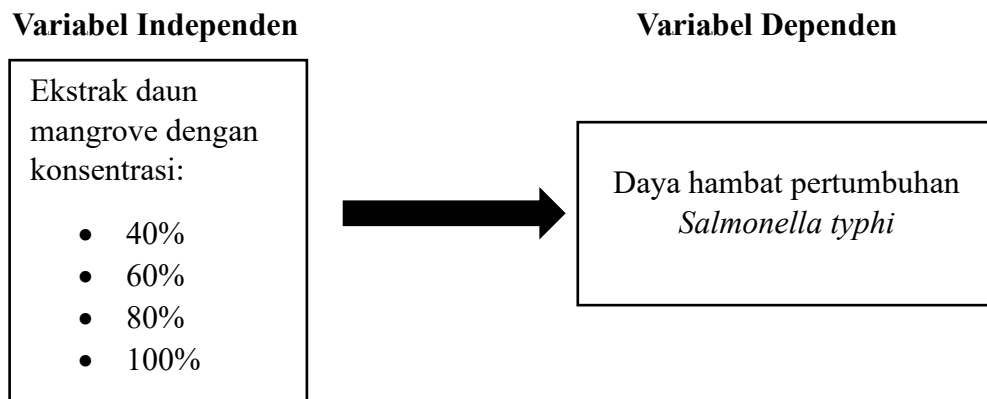 Variabel Independen
Variabel Dependen
Ekstrak daun
mangrove dengan
konsentrasi:
• 40%
• 60%
• 80%
• 100%
Daya hambat pertumbuhan
Salmonella typhi